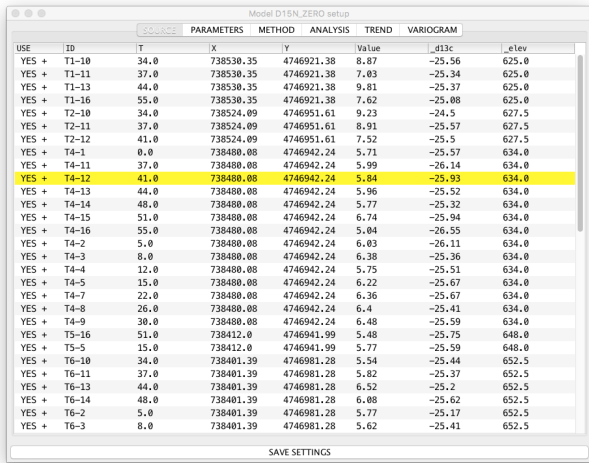 Model D15N_ZERO setup
SOURCE PARAMETERS METHOD ANALYSIS TREND VARIOGRAM
USE ID T X Y Value _d13c _elev
YES + T1-10 34.0 738530.35 4746921.38 8.87 -25.56 625.0
YES + T1-11 37.0 738530.35 4746921.38 7.03 -25.34 625.0
YES + T1-13 44.0 738530.35 4746921.38 9.81 -25.37 625.0
YES + T1-16 55.0 738530.35 4746921.38 7.62 -25.08 625.0
YES + T2-10 34.0 738524.09 4746951.61 9.23 -24.5 627.5
YES + T2-11 37.0 738524.09 4746951.61 8.91 -25.57 627.5
YES + T2-12 41.0 738524.09 4746951.61 7.52 -25.5 627.5
YES + T4-1 0.0 738480.08 4746942.24 5.71 -25.57 634.0
YES + T4-11 37.0 738480.08 4746942.24 5.99 -26.14 634.0
YES + T4-12 41.0 738480.08 4746942.24 5.84 -25.93 634.0
YES + T4-13 44.0 738480.08 4746942.24 5.96 -25.52 634.0
YES + T4-14 48.0 738480.08 4746942.24 5.77 -25.32 634.0
YES + T4-15 51.0 738480.08 4746942.24 6.74 -25.94 634.0
YES + T4-16 55.0 738480.08 4746942.24 5.04 -26.55 634.0
YES + T4-2 5.0 738480.08 4746942.24 6.03 -26.11 634.0
YES + T4-3 8.0 738480.08 4746942.24 6.38 -25.36 634.0
YES + T4-4 12.0 738480.08 4746942.24 5.75 -25.51 634.0
YES + T4-5 15.0 738480.08 4746942.24 6.22 -25.67 634.0
YES + T4-7 22.0 738480.08 4746942.24 6.36 -25.67 634.0
YES + T4-8 26.0 738480.08 4746942.24 6.4 -25.41 634.0
YES + T4-9 30.0 738480.08 4746942.24 6.48 -25.59 634.0
YES + T5-16 51.0 738412.0 4746941.99 5.48 -25.75 648.0
YES + T5-5 15.0 738412.0 4746941.99 5.77 -25.59 648.0
YES + T6-10 34.0 738401.39 4746981.28 5.54 -25.44 652.5
YES + T6-11 37.0 738401.39 4746981.28 5.82 -25.37 652.5
YES + T6-13 44.0 738401.39 4746981.28 6.52 -25.2 652.5
YES + T6-14 48.0 738401.39 4746981.28 6.08 -25.62 652.5
YES + T6-2 5.0 738401.39 4746981.28 5.77 -25.17 652.5
YES + T6-3 8.0 738401.39 4746981.28 5.62 -25.41 652.5
SAVE SETTINGS